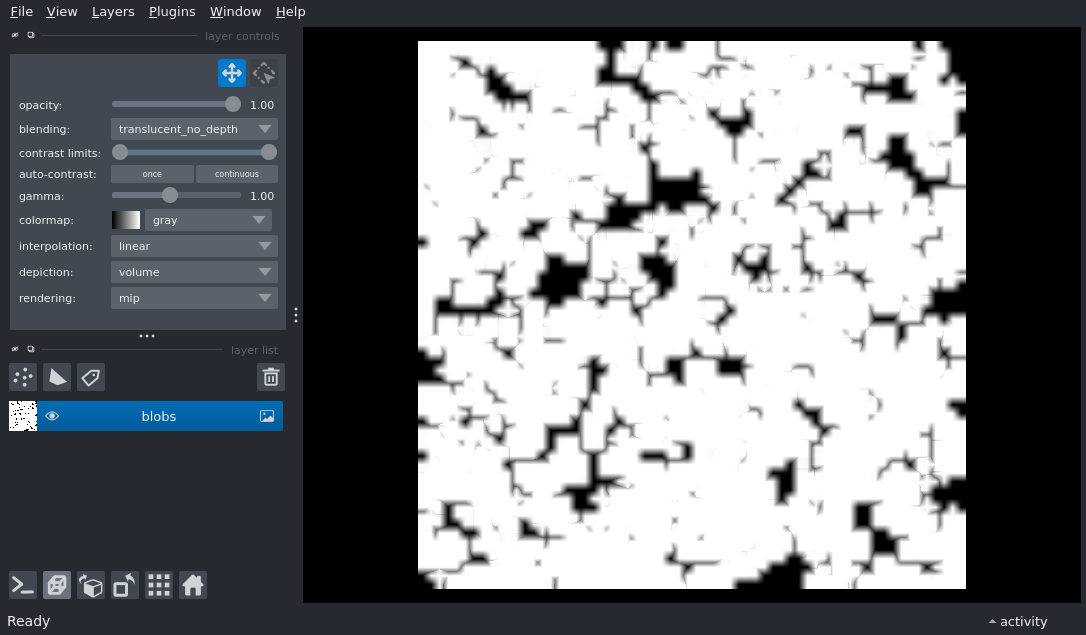 File View Layers Plugins Window Help
layer controls
opacity: 1.00
blending: translucent_no_depth
contrast limits:
auto-contrast: once continuous
gamma: 1.00
colormap: gray
interpolation: linear
depiction: volume
rendering: mip
layer list
blobs
Ready activity